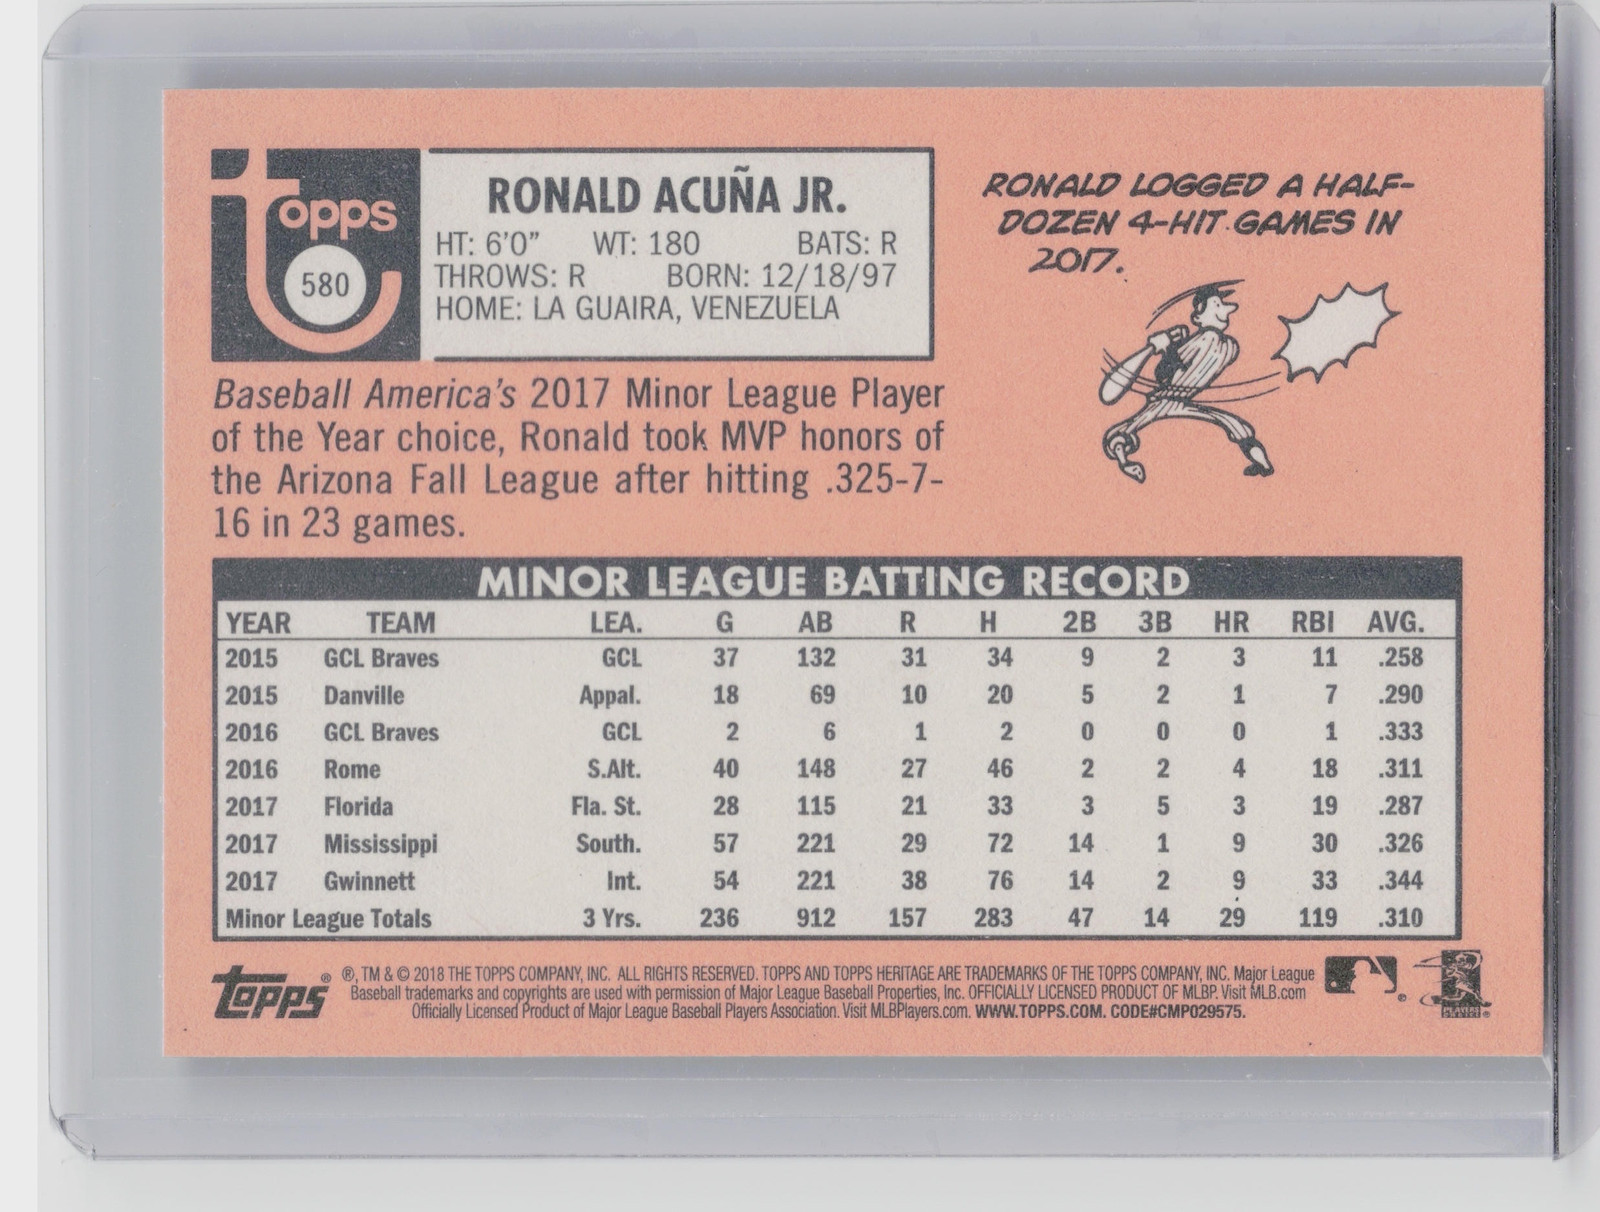 topps
580
RONALD ACUÑA JR.
HT: 6'0" WT: 180 BATS: R
THROWS: R BORN: 12/18/97
HOME: LA GUAIRA, VENEZUELA
RONALD LOGGED A HALF-
DOZEN 4-HIT GAMES IN
2017.
Baseball America's 2017 Minor League Player
of the Year choice, Ronald took MVP honors of
the Arizona Fall League after hitting .325-7-
16 in 23 games.
MINOR LEAGUE BATTING RECORD
YEAR TEAM LEA. G AB R H 2B 3B HR RBI AVG.
2015 GCL Braves GCL 37 132 31 34 9 2 3 11 .258
2015 Danville Appal. 18 69 10 20 5 2 1 7 .290
2016 GCL Braves GCL 2 6 1 2 0 0 0 1 .333
2016 Rome S.Alt. 40 148 27 46 2 2 4 18 .311
2017 Florida Fla. St. 28 115 21 33 3 5 3 19 .287
2017 Mississippi South. 57 221 29 72 14 1 9 30 .326
2017 Gwinnett Int. 54 221 38 76 14 2 9 33 .344
Minor League Totals 3 Yrs. 236 912 157 283 47 14 29 119 .310
Topps® ®, TM & © 2018 THE TOPPS COMPANY, INC. ALL RIGHTS RESERVED. TOPPS AND TOPPS HERITAGE ARE TRADEMARKS OF THE TOPPS COMPANY, INC. Major League
Baseball trademarks and copyrights are used with permission of Major League Baseball Properties, Inc. OFFICIALLY LICENSED PRODUCT OF MLBP. Visit MLB.com
Officially Licensed Product of Major League Baseball Players Association. Visit MLBPlayers.com. WWW.TOPPS.COM. CODE#CMP029575.